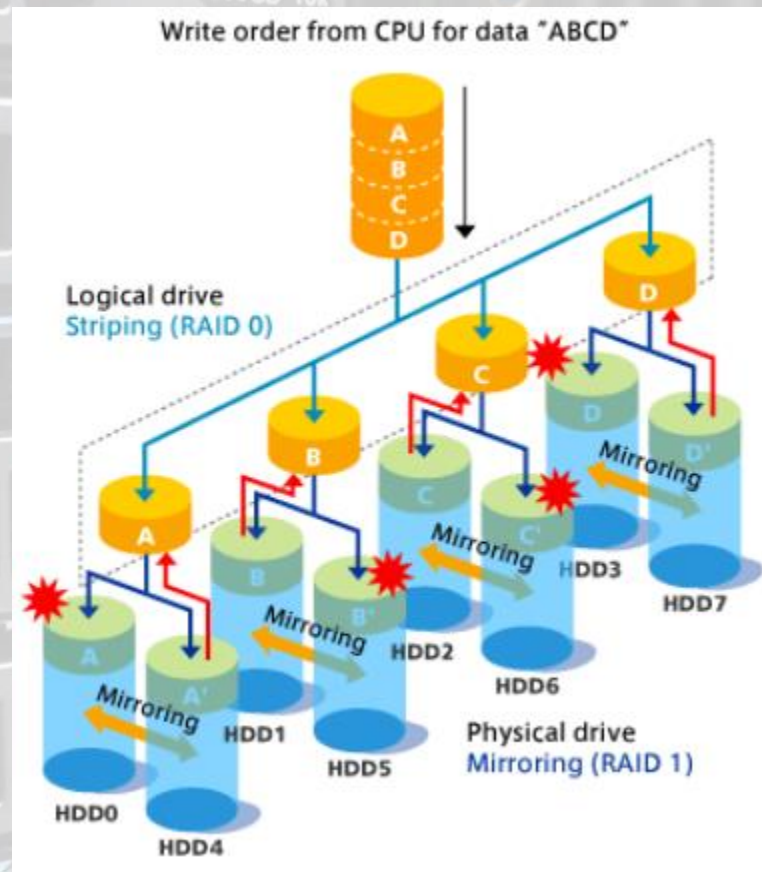 Write order from CPU for data "ABCD"
A
B
C
D
Logical drive
Striping (RAID 0)
D
C
B
A
D
D'
Mirroring
C
C'
Mirroring
HDD3
HDD7
B
B'
Mirroring
HDD2
HDD6
A
A'
Mirroring
HDD1
HDD5
Physical drive
Mirroring (RAID 1)
HDD0
HDD4